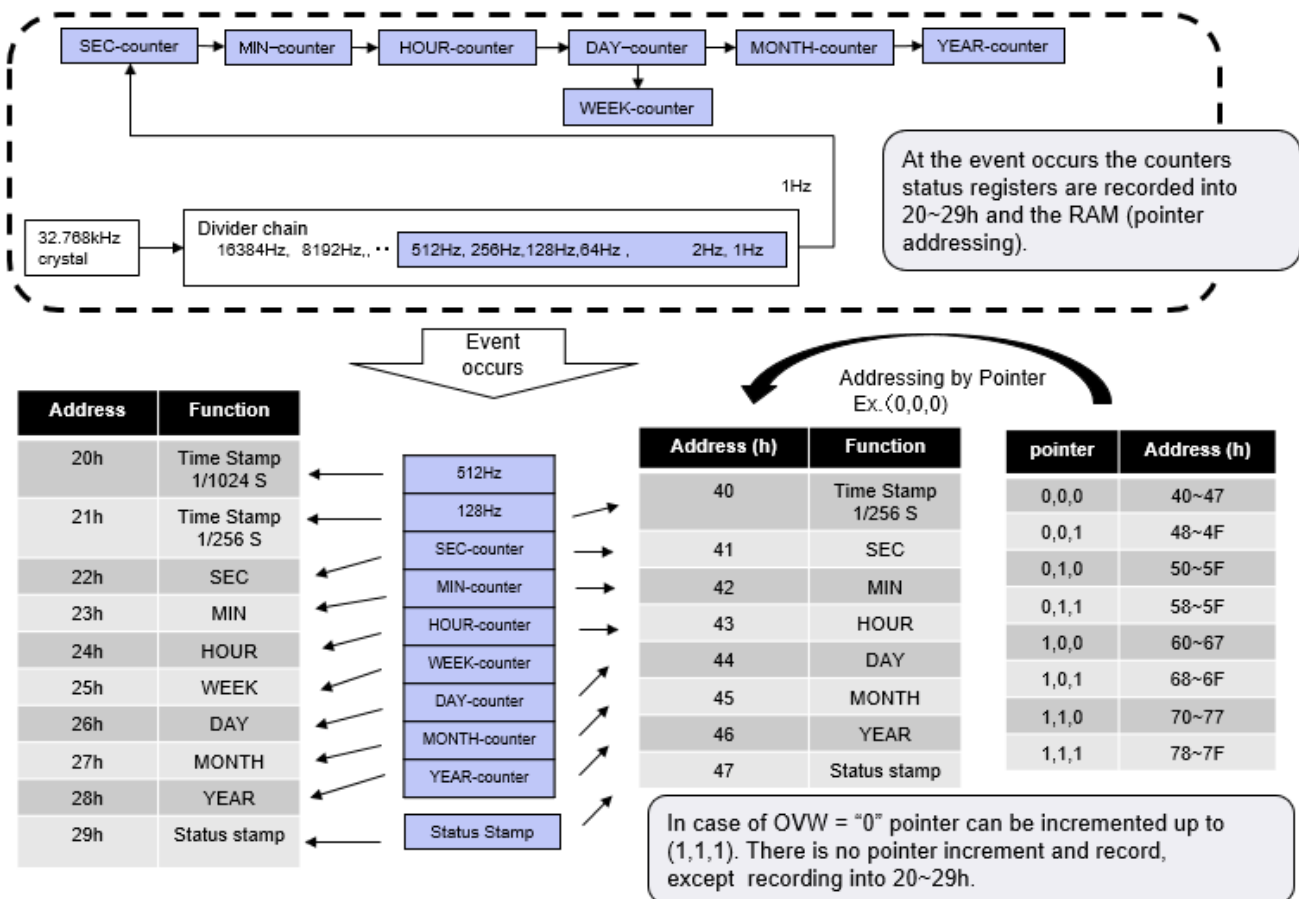 SEC-counter
MIN-counter
HOUR-counter
DAY-counter
MONTH-counter
YEAR-counter
WEEK-counter
At the event occurs the counters
status registers are recorded into
20~29h and the RAM (pointer
addressing).
1Hz
32.768kHz
crystal
Divider chain
16384Hz, 8192Hz,, ·· 512Hz, 256Hz,128Hz,64Hz , 2Hz, 1Hz
Event
occurs
Addressing by Pointer
Ex.(0,0,0)
Address Function
20h Time Stamp
1/1024 S
21h Time Stamp
1/256 S
22h SEC
23h MIN
24h HOUR
25h WEEK
26h DAY
27h MONTH
28h YEAR
29h Status stamp
512Hz
128Hz
SEC-counter
MIN-counter
HOUR-counter
WEEK-counter
DAY-counter
MONTH-counter
YEAR-counter
Status Stamp
Address (h) Function
40 Time Stamp
1/256 S
41 SEC
42 MIN
43 HOUR
44 DAY
45 MONTH
46 YEAR
47 Status stamp
pointer Address (h)
0,0,0 40~47
0,0,1 48~4F
0,1,0 50~5F
0,1,1 58~5F
1,0,0 60~67
1,0,1 68~6F
1,1,0 70~77
1,1,1 78~7F
In case of OVW = “0” pointer can be incremented up to
(1,1,1). There is no pointer increment and record,
except recording into 20~29h.